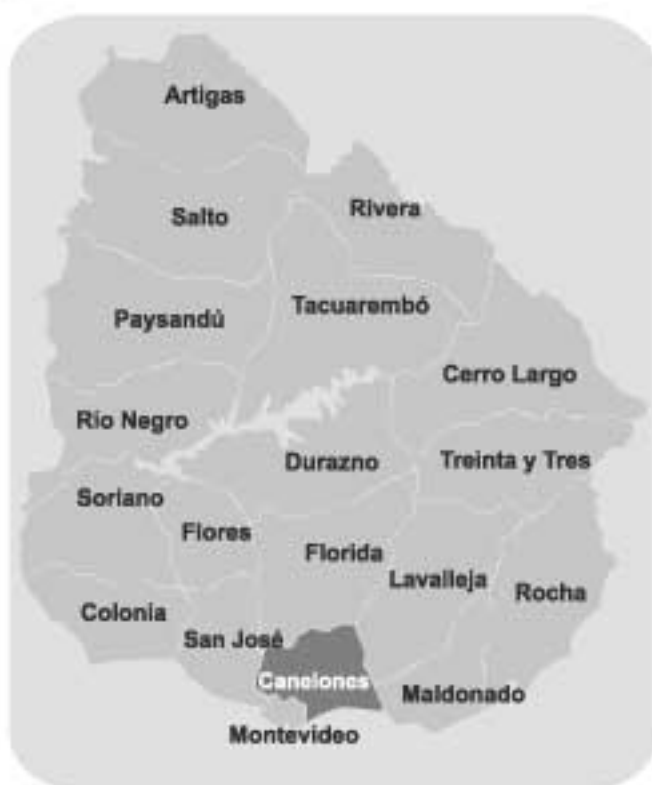 Artigas
Salto
Rivera
Paysandú
Tacuarembó
Cerro Largo
Río Negro
Durazno
Treinta y Tres
Soriano
Flores
Florida
Lavalleja
Rocha
Colonia
San José
Canelones
Maldonado
Montevideo